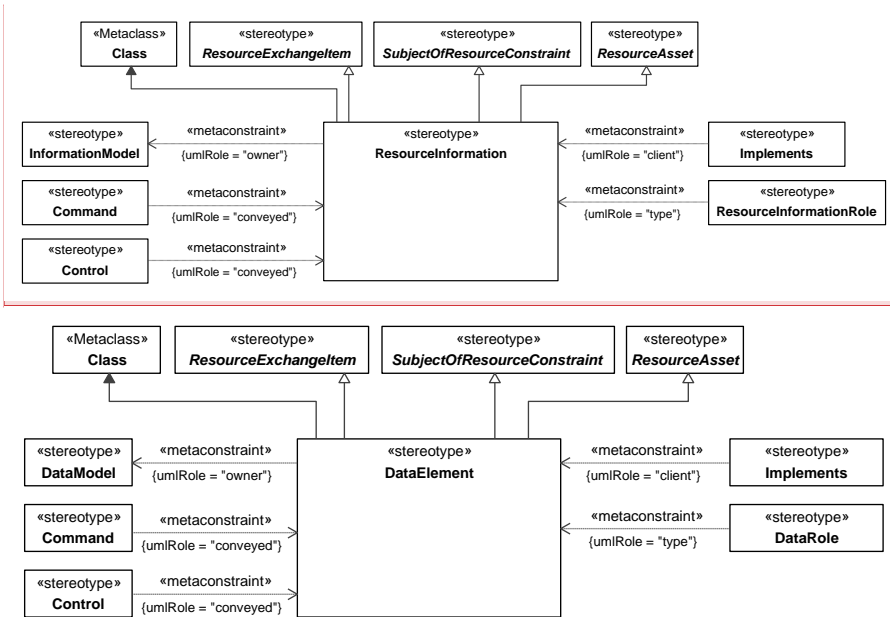 «Metaclass»
Class
«stereotype»
ResourceExchangeItem
«stereotype»
SubjectOfResourceConstraint
«stereotype»
ResourceAsset
«stereotype»
InformationModel
«metaconstraint»
{umlRole = "owner"}
«stereotype»
ResourceInformation
«metaconstraint»
{umlRole = "client"}
«stereotype»
Implements
«stereotype»
Command
«metaconstraint»
{umlRole = "conveyed"}
«metaconstraint»
{umlRole = "type"}
«stereotype»
ResourceInformationRole
«stereotype»
Control
«metaconstraint»
{umlRole = "conveyed"}
«Metaclass»
Class
«stereotype»
ResourceExchangeItem
«stereotype»
SubjectOfResourceConstraint
«stereotype»
ResourceAsset
«stereotype»
DataModel
«metaconstraint»
{umlRole = "owner"}
«stereotype»
DataElement
«metaconstraint»
{umlRole = "client"}
«stereotype»
Implements
«stereotype»
Command
«metaconstraint»
{umlRole = "conveyed"}
«metaconstraint»
{umlRole = "type"}
«stereotype»
DataRole
«stereotype»
Control
«metaconstraint»
{umlRole = "conveyed"}